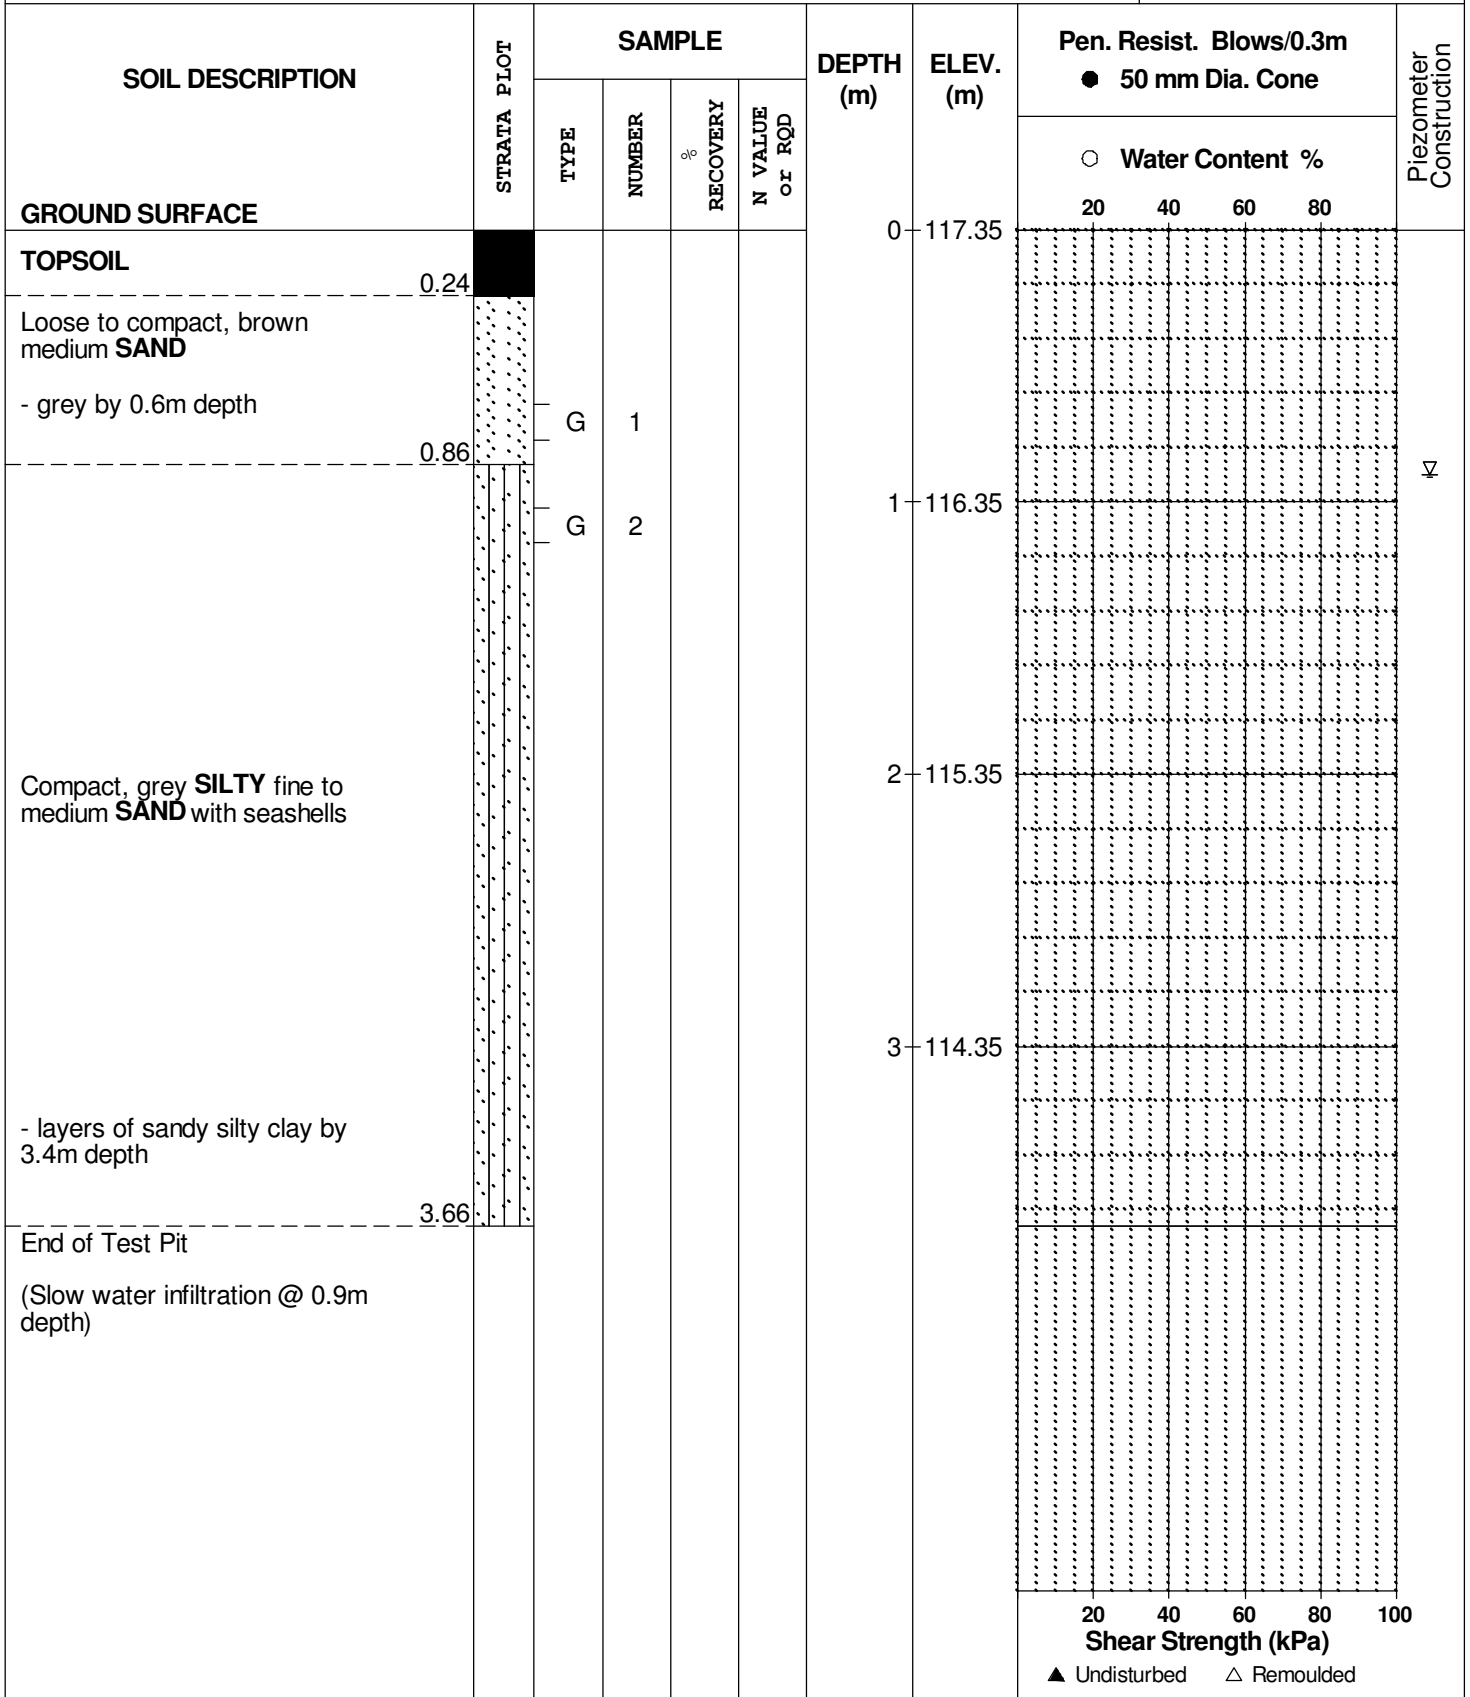 SOIL DESCRIPTION
GROUND SURFACE
STRATA PLOT
SAMPLE
TYPE
NUMBER
%
RECOVERY
N VALUE
or RQD
DEPTH
(m)
ELEV.
(m)
Pen. Resist. Blows/0.3m
● 50 mm Dia. Cone
○ Water Content %
20 40 60 80
Piezometer
Construction
0 117.35
TOPSOIL
0.24
Loose to compact, brown
medium SAND
- grey by 0.6m depth
G 1
0.86
1 116.35
G 2
Compact, grey SILTY fine to
medium SAND with seashells
2 115.35
3 114.35
- layers of sandy silty clay by
3.4m depth
3.66
End of Test Pit
(Slow water infiltration @ 0.9m
depth)
20 40 60 80 100
Shear Strength (kPa)
▲ Undisturbed △ Remoulded